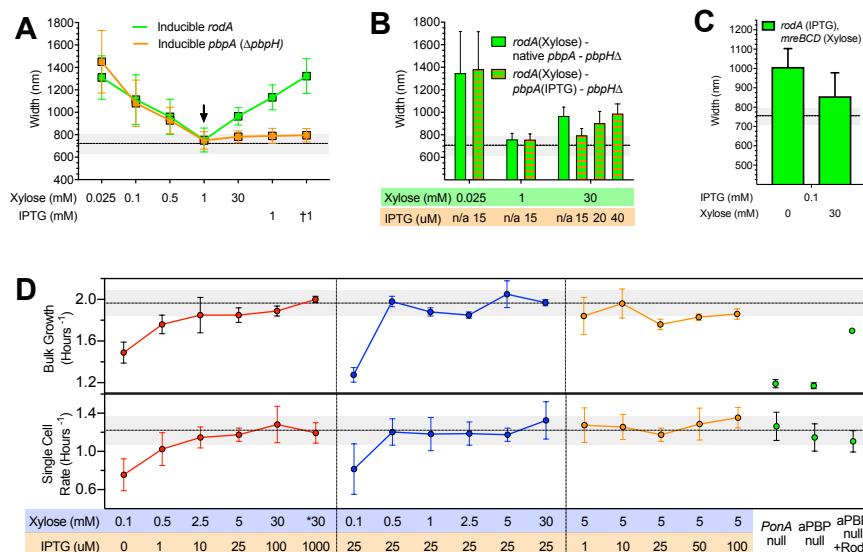 A
Inducible rodA
Inducible pbpA (ΔpbpH)
Width (nm)
1800
1600
1400
1200
1000
800
600
400
Xylose (mM) 0.025 0.1 0.5 1 30
IPTG (mM) 1 †1
B
rodA(Xylose) -
native pbpA - pbpHΔ
rodA(Xylose) -
pbpA(IPTG) - pbpHΔ
Width (nm)
1800
1600
1400
1200
1000
800
600
Xylose (mM) 0.025 1 30
IPTG (uM) n/a 15 n/a 15 n/a 15 20 40
C
rodA (IPTG),
mreBCD (Xylose)
Width (nm)
1200
1100
1000
900
800
700
600
500
400
IPTG (mM) 0.1
Xylose (mM) 0 30
D
Bulk Growth
(Hours -1)
2.0
1.6
1.2
Single Cell
Rate (Hours -1)
1.4
1.0
0.6
Xylose (mM) 0.1 0.5 2.5 5 30 *30 0.1 0.5 1 2.5 5 30 5 5 5 5 5
IPTG (uM) 0 1 10 25 100 1000 25 25 25 25 25 25 1 10 25 50 100
PonA
null
aPBP
null
null